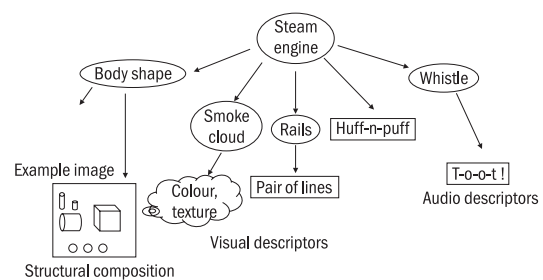 Steam
engine
Body shape
Whistle
Smoke
cloud
Rails
Huff-n-puff
Example image
Colour,
texture
Pair of lines
T-o-o-t !
Audio descriptors
Visual descriptors
Structural composition